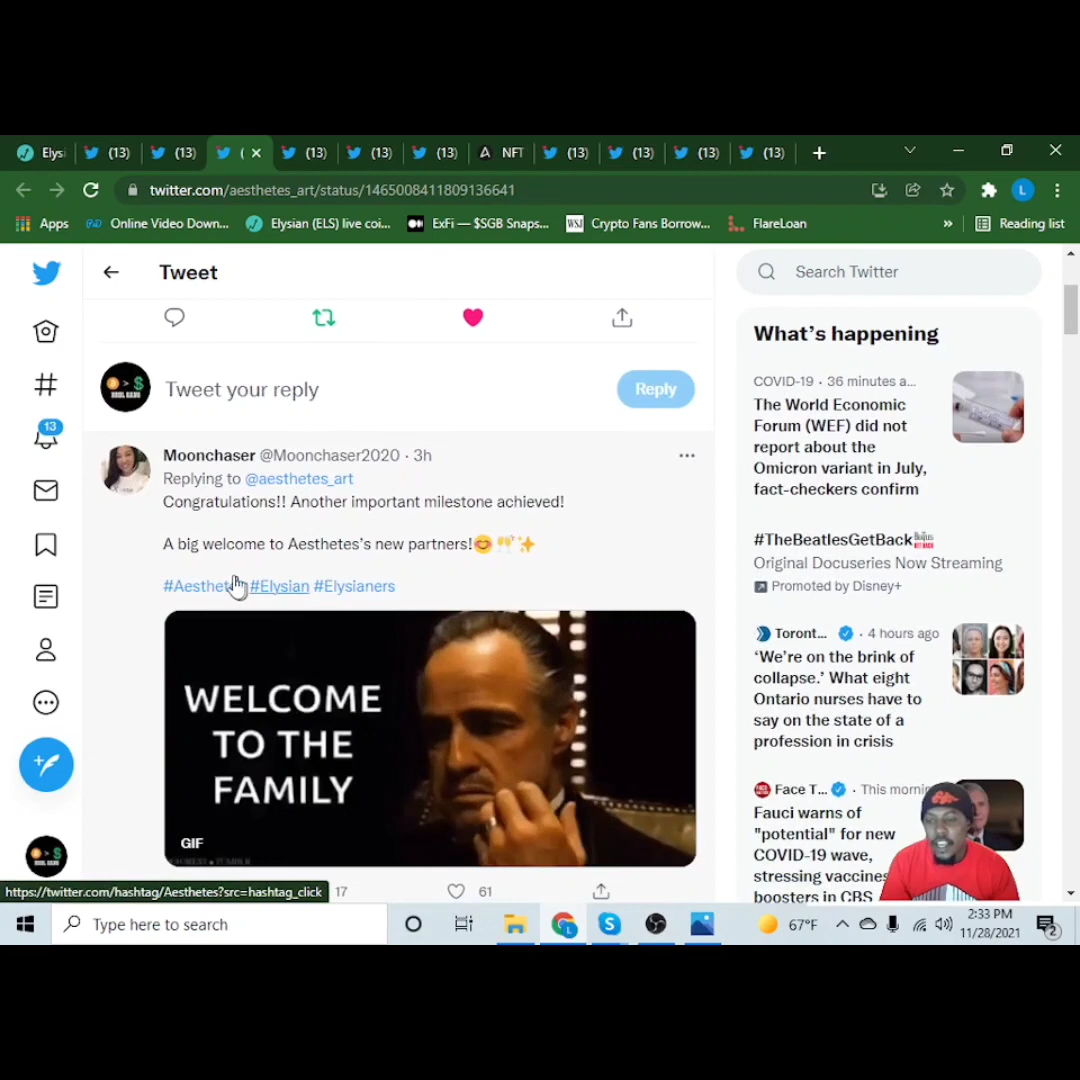 Elysi
(13)
(13)
(
(13)
(13)
(13)
NFT
(13)
(13)
(13)
(13)
twitter.com/aesthetes_art/status/1465008411809136641
L
Apps
Online Video Down...
Elysian (ELS) live coi...
ExFi — $SGB Snaps...
WSJ
Crypto Fans Borrow...
FlareLoan
»
Reading list
Tweet
Search Twitter
Tweet your reply
Reply
13
Moonchaser @Moonchaser2020 · 3h
Replying to @aesthetes_art
Congratulations!! Another important milestone achieved!
A big welcome to Aesthetes's new partners!😊🥂✨
#Aesthet #Elysian #Elysianers
WELCOME
TO THE
FAMILY
GIF
17
61
What's happening
COVID-19 · 36 minutes a...
The World Economic
Forum (WEF) did not
report about the
Omicron variant in July,
fact-checkers confirm
#TheBeatlesGetBack
Original Docuseries Now Streaming
Promoted by Disney+
Toront... · 4 hours ago
'We're on the brink of
collapse.' What eight
Ontario nurses have to
say on the state of a
profession in crisis
Face T... · This mornin
Fauci warns of
"potential" for new
COVID-19 wave,
stressing vaccines
boosters in CBS
https://twitter.com/hashtag/Aesthetes?src=hashtag_click
Type here to search
67°F
2:33 PM
11/28/2021
2